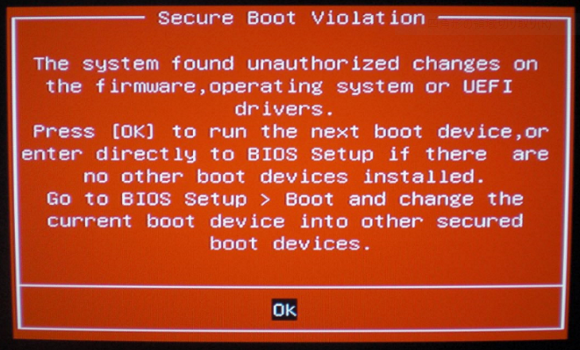 Secure Boot Violation
The system found unauthorized changes on
the firmware,operating system or UEFI
drivers.
Press [OK] to run the next boot device,or
enter directly to BIOS Setup if there  are
no other boot devices installed.
Go to BIOS Setup > Boot and change the
current boot device into other secured
boot devices.
Ok